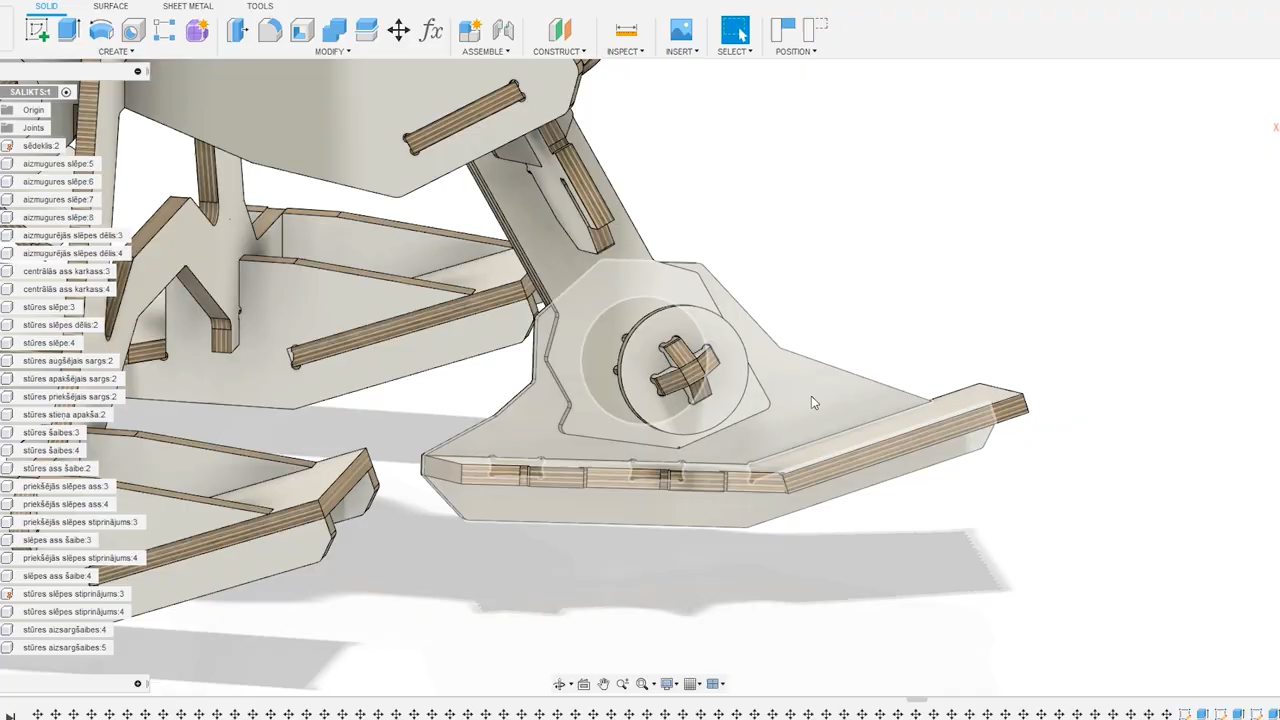 SOLID SURFACE SHEET METAL TOOLS
CREATE MODIFY ASSEMBLE CONSTRUCT INSPECT INSERT SELECT POSITION
SALIKTS:1
Origin
Joints
sēdeklis:2
aizmugures slēpe:5
aizmugures slēpe:6
aizmugures slēpe:7
aizmugures slēpe:8
aizmugurējās slēpes dēlis:3
aizmugurējās slēpes dēlis:4
centrālās ass karkass:3
centrālās ass karkass:4
stūres slēpe:3
stūres slēpes dēlis:2
stūres slēpe:4
stūres augšējais sargs:2
stūres apakšējais sargs:2
stūres priekšējais sargs:2
stūres stieņa apakša:2
stūres šaibes:3
stūres šaibes:4
stūres ass šaibe:2
priekšējās slēpes ass:3
priekšējās slēpes ass:4
priekšējās slēpes stiprinājums:3
slēpes ass šaibe:3
priekšējās slēpes stiprinājums:4
slēpes ass šaibe:4
stūres slēpes stiprinājums:3
stūres slēpes stiprinājums:4
stūres aizsargšaibes:4
stūres aizsargšaibes:5